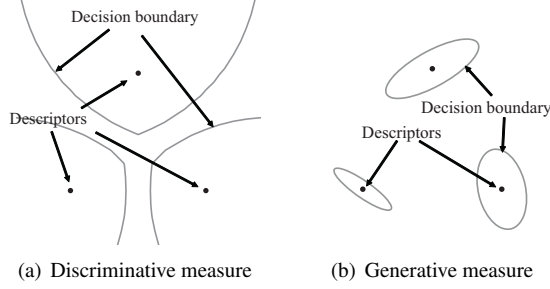 Decision boundary
Descriptors
Decision boundary
Descriptors
(a) Discriminative measure
(b) Generative measure